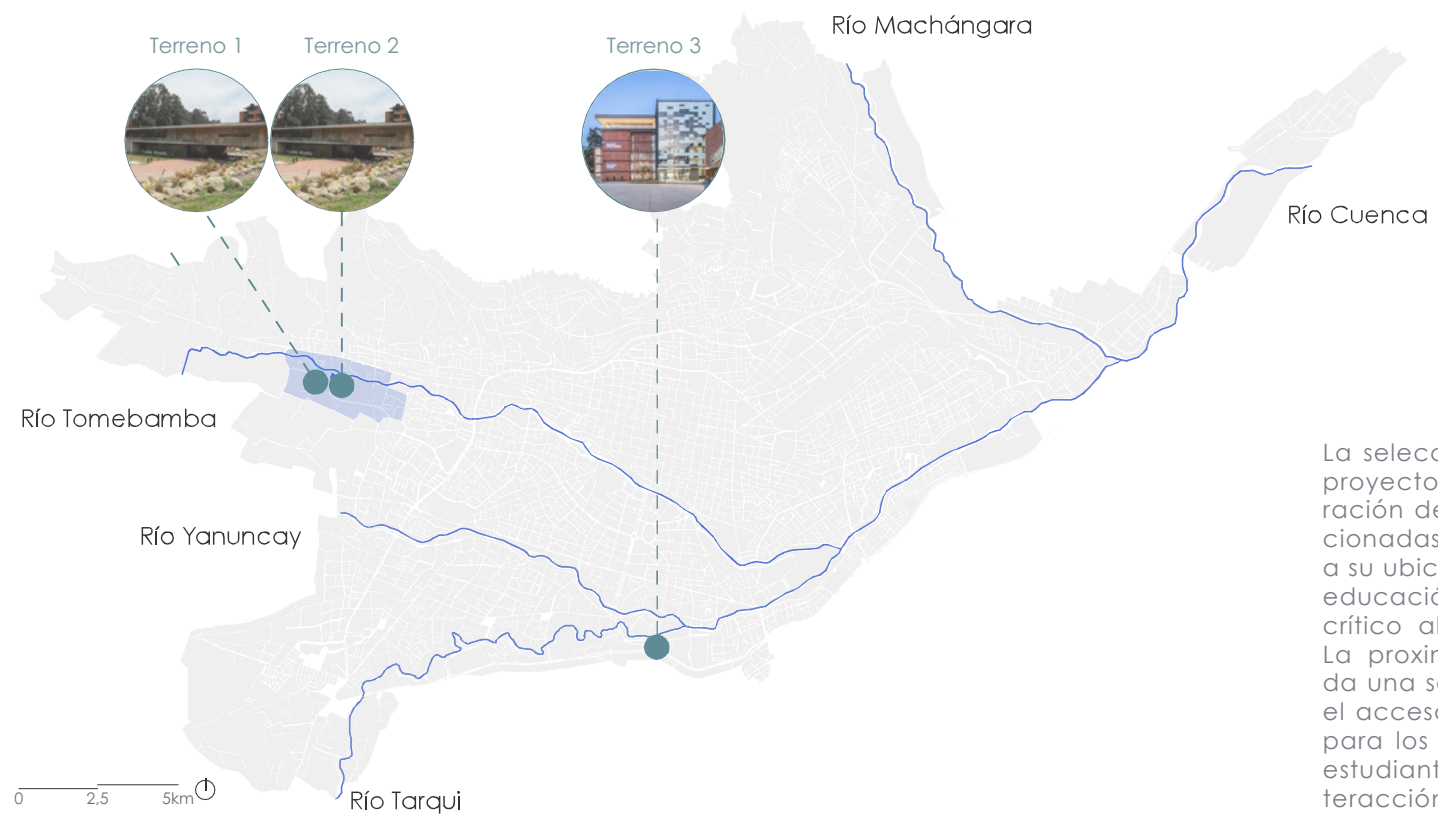 Río Machángara
Terreno 1
Terreno 2
Terreno 3
Río Cuenca
Río Tomebamba
Río Yanuncay
Río Tarqui
0
2,5
5km
La selecc
proyecto
ración de
cionadas
a su ubic
educació
crítico al
La proxin
da una se
el acceso
para los
estudiant
teracción